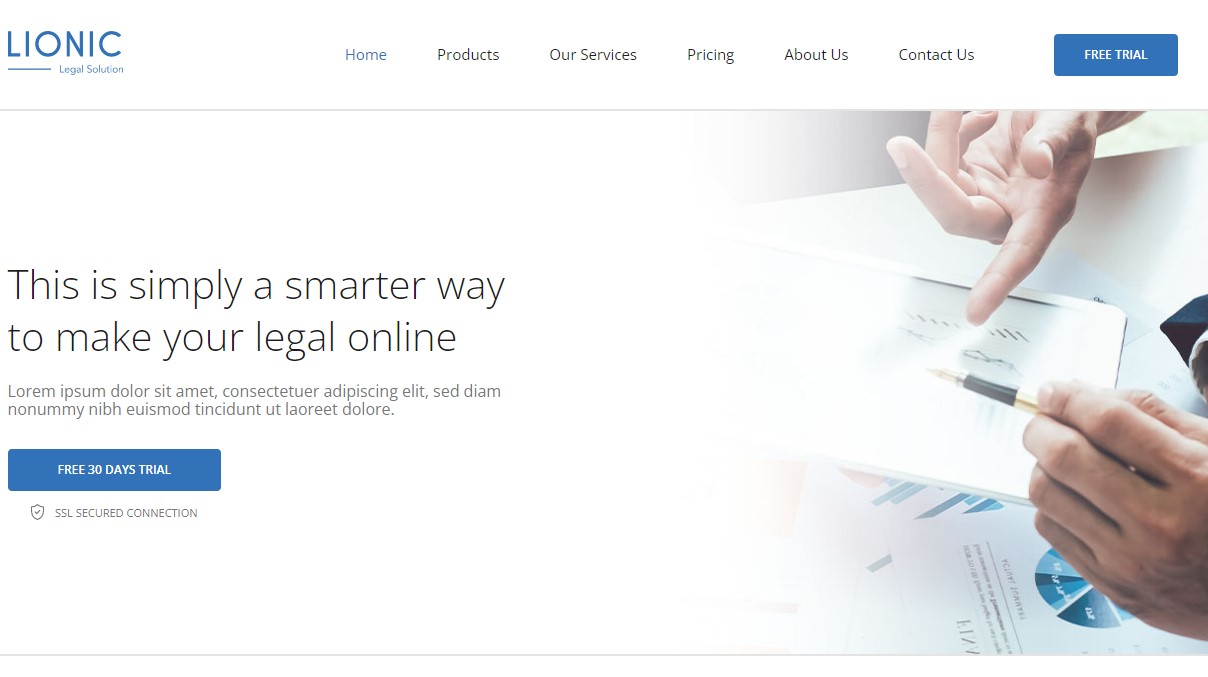 LIONIC
Legal Solution
Home
Products
Our Services
Pricing
About Us
Contact Us
FREE TRIAL
This is simply a smarter way
to make your legal online
Lorem ipsum dolor sit amet, consectetuer adipiscing elit, sed diam
nonummy nibh euismod tincidunt ut laoreet dolore.
FREE 30 DAYS TRIAL
SSL SECURED CONNECTION